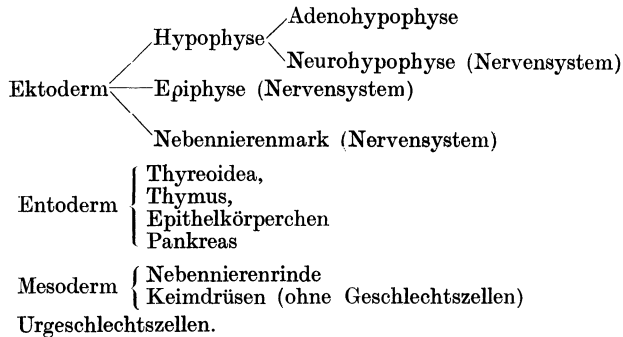 Adenohypophyse
Hypophyse
Neurohypophyse (Nervensystem)
Ektoderm Epiphyse (Nervensystem)
Nebennierenmark (Nervensystem)
Thyreoidea,
Thymus,
Entoderm
Epithelkörperchen
Pankreas
Nebennierenrinde
Mesoderm
Keimdrüsen (ohne Geschlechtszellen)
Urgeschlechtszellen.